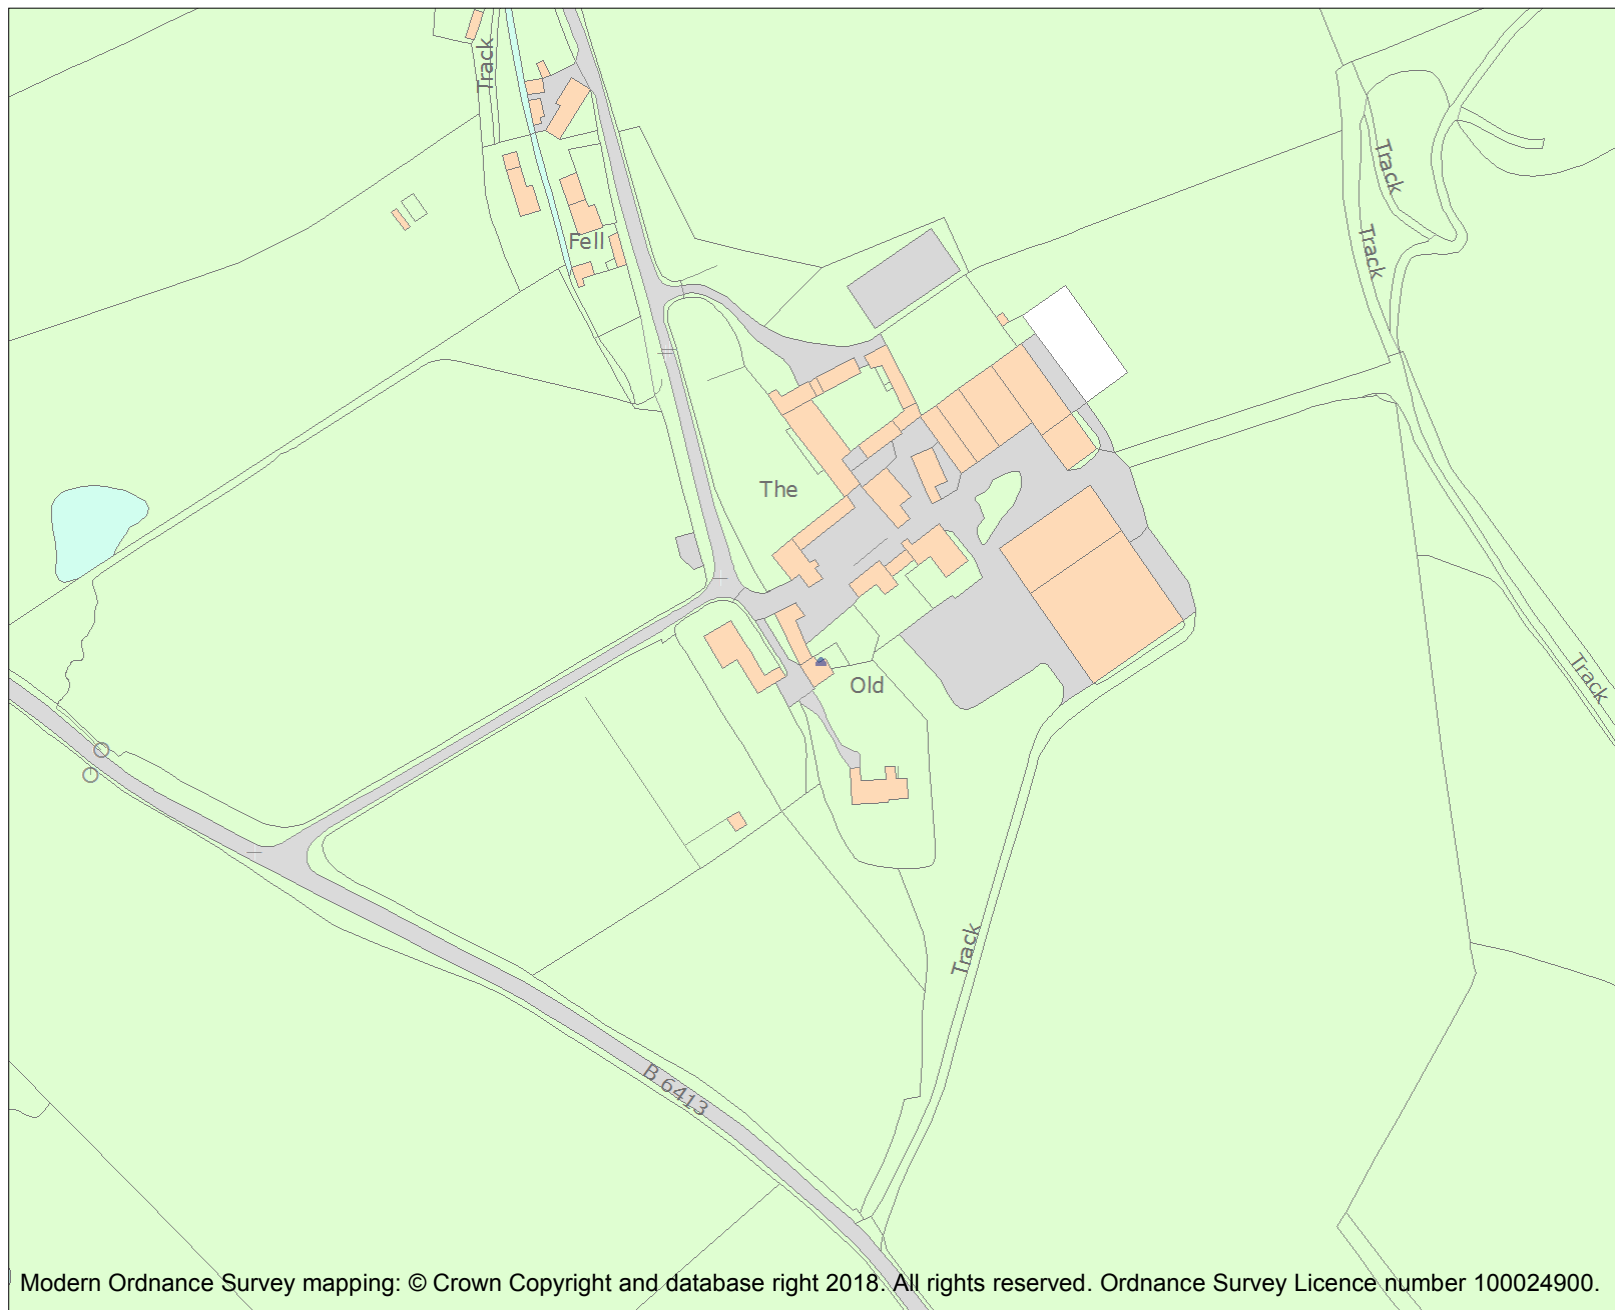 Track
Track
Fell
Track
The
Track
Old
Track
B 6413
Modern Ordnance Survey mapping: © Crown Copyright and database right 2018. All rights reserved. Ordnance Survey Licence number 100024900.